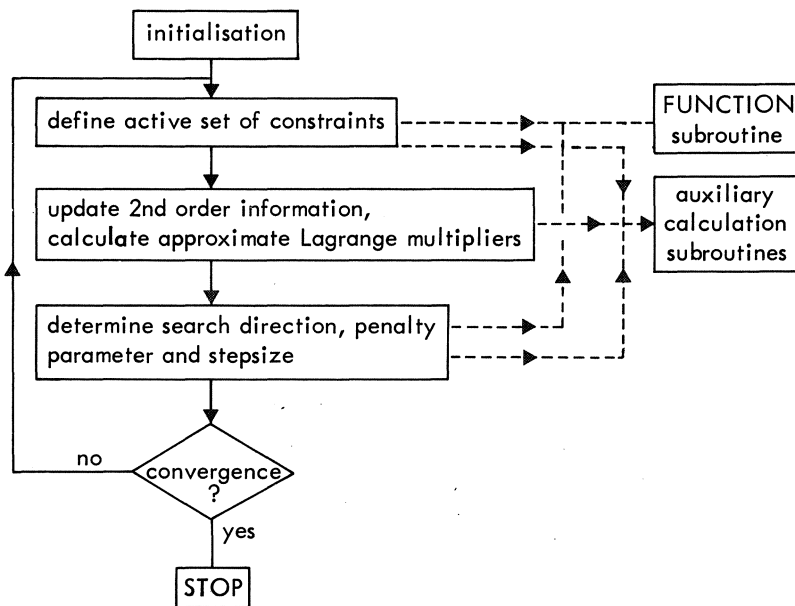 initialisation
define active set of constraints
FUNCTION
subroutine
update 2nd order information,
calculate approximate Lagrange multipliers
auxiliary
calculation
subroutines
determine search direction, penalty
parameter and stepsize
no
convergence
?
yes
STOP